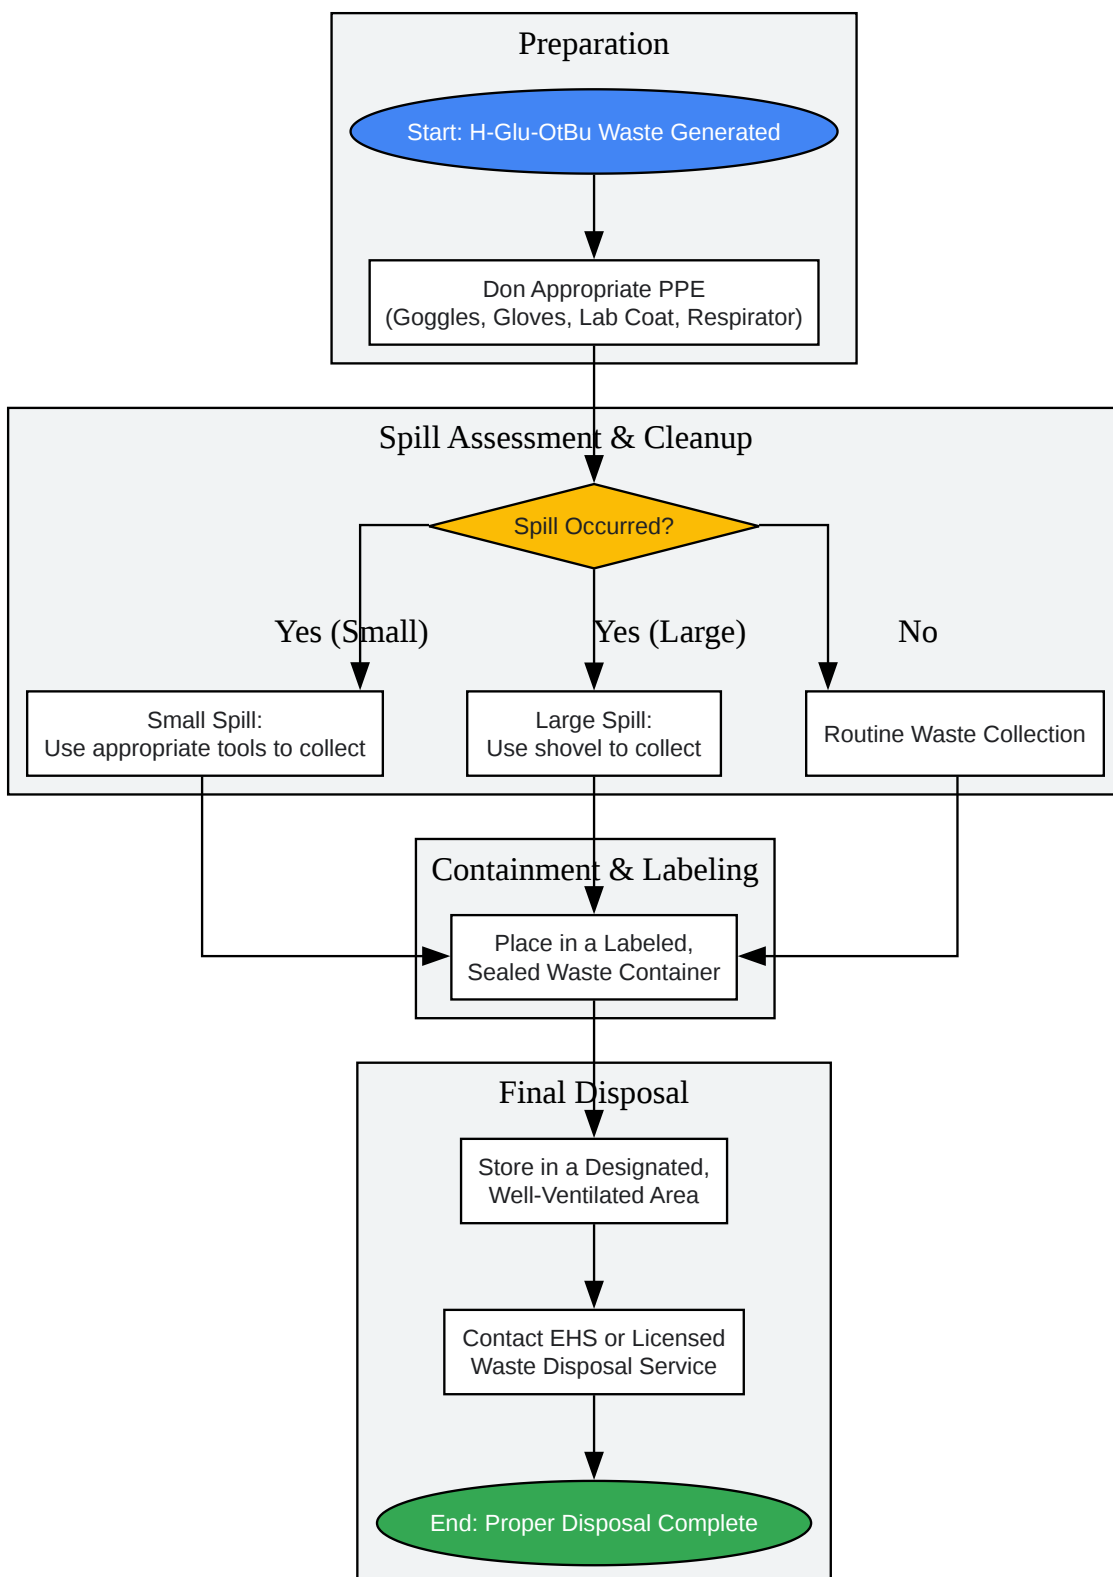 Preparation
Start: H-Glu-OtBu Waste Generated
Don Appropriate PPE
(Goggles, Gloves, Lab Coat, Respirator)
Spill Assessment & Cleanup
Spill Occurred?
Yes (Small)
Yes (Large)
No
Small Spill:
Use appropriate tools to collect
Large Spill:
Use shovel to collect
Routine Waste Collection
Containment & Labeling
Place in a Labeled,
Sealed Waste Container
Final Disposal
Store in a Designated,
Well-Ventilated Area
Contact EHS or Licensed
Waste Disposal Service
End: Proper Disposal Complete